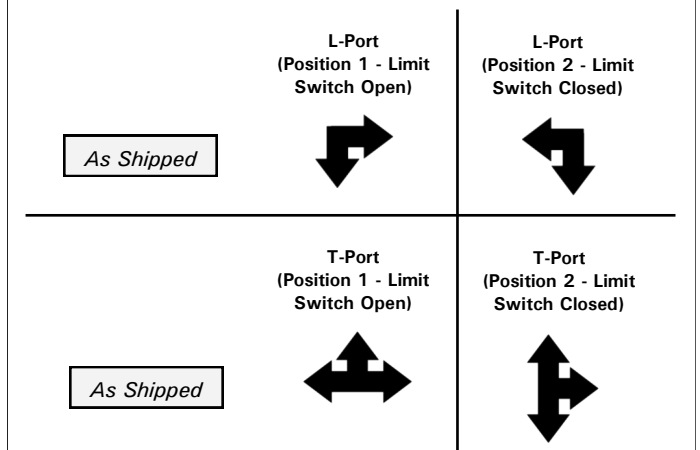 L-Port
(Position 1 - Limit
Switch Open)
L-Port
(Position 2 - Limit
Switch Closed)
As Shipped
T-Port
(Position 1 - Limit
Switch Open)
T-Port
(Position 2 - Limit
Switch Closed)
As Shipped